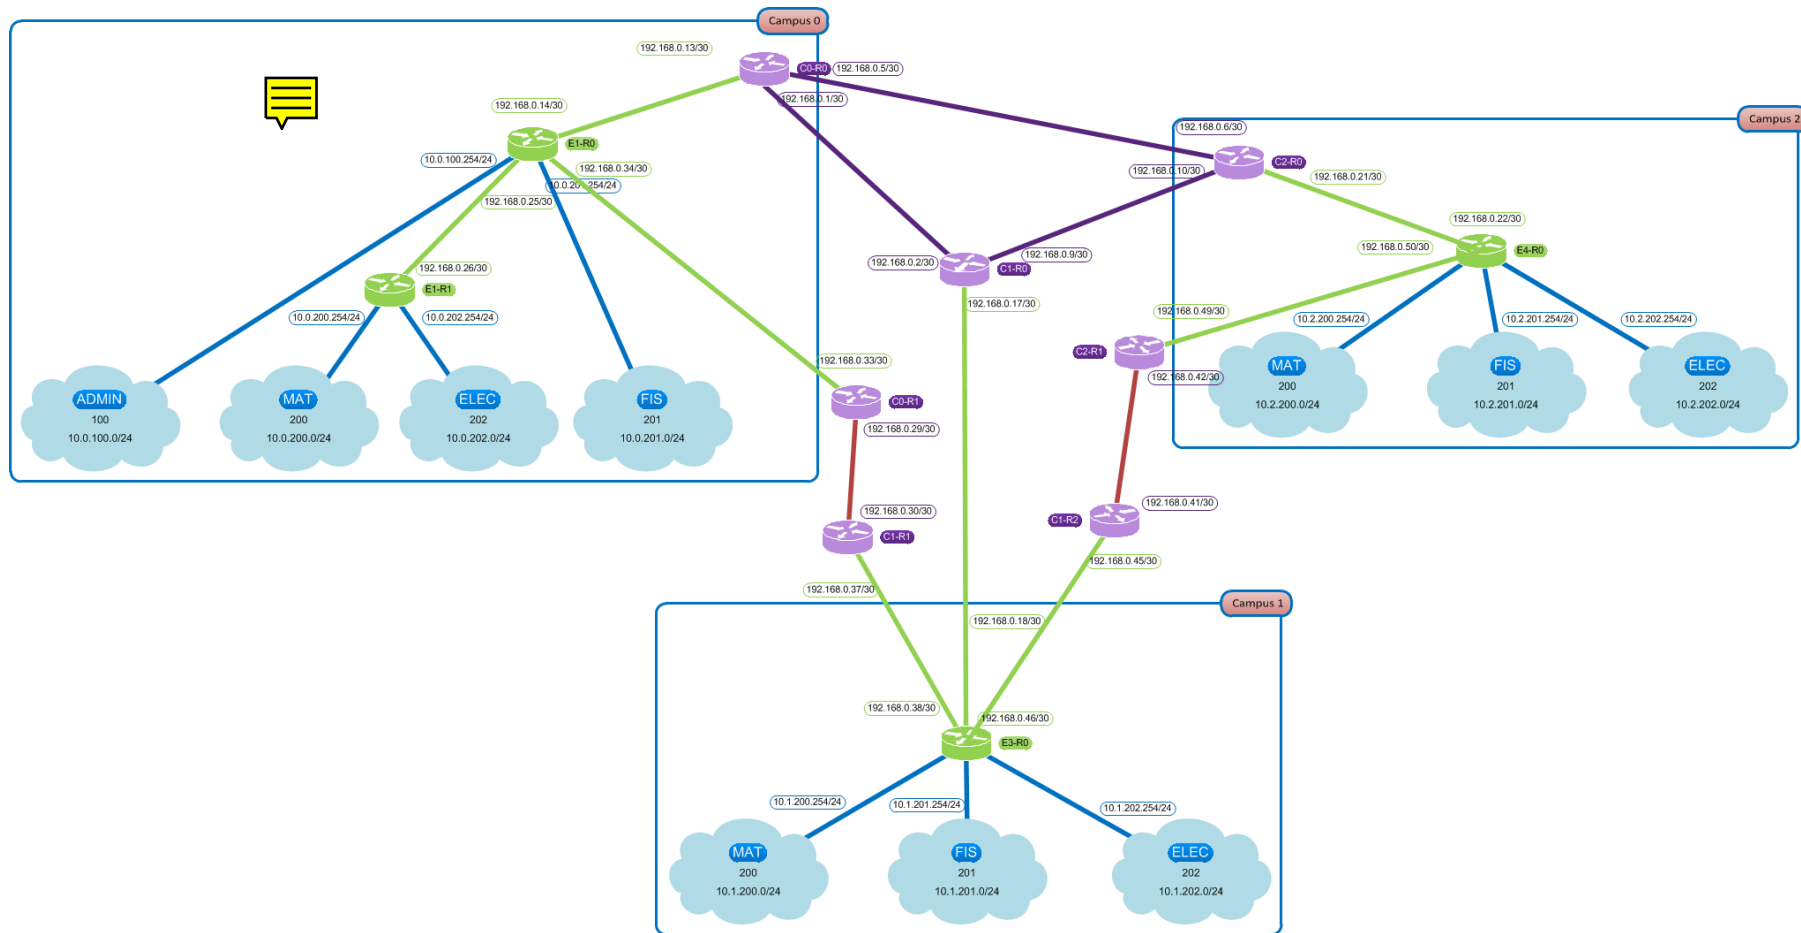 Campus 0
192.168.0.13/30
C0-R0
192.168.0.5/30
192.168.0.1/30
192.168.0.14/30
E1-R0
10.0.100.254/24
192.168.0.34/30
10.0.201.254/24
192.168.0.25/30
192.168.0.26/30
E1-R1
10.0.200.254/24
10.0.202.254/24
ADMIN
100
10.0.100.0/24
MAT
200
10.0.200.0/24
ELEC
202
10.0.202.0/24
FIS
201
10.0.201.0/24
192.168.0.33/30
C0-R1
192.168.0.29/30
192.168.0.30/30
C1-R1
192.168.0.37/30
192.168.0.2/30
192.168.0.9/30
C1-R0
192.168.0.17/30
Campus 2
192.168.0.6/30
C2-R0
192.168.0.10/30
192.168.0.21/30
192.168.0.22/30
192.168.0.50/30
E4-R0
192.168.0.49/30
C2-R1
192.168.0.42/30
10.2.200.254/24
10.2.201.254/24
10.2.202.254/24
MAT
200
10.2.200.0/24
FIS
201
10.2.201.0/24
ELEC
202
10.2.202.0/24
192.168.0.41/30
C1-R2
192.168.0.45/30
Campus 1
192.168.0.18/30
192.168.0.38/30
192.168.0.46/30
E3-R0
10.1.200.254/24
10.1.201.254/24
10.1.202.254/24
MAT
200
10.1.200.0/24
FIS
201
10.1.201.0/24
ELEC
202
10.1.202.0/24